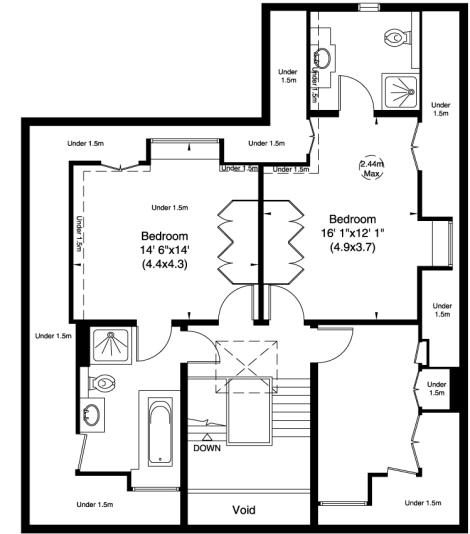 Under
1.5m
Under 1.5m
Under
1.5m
Under 1.5m
Under 1.5m
Under 1.5m
Under 1.5m
Under 1.5m
2.44m
Max
Under 1.5m
Under 1.5m
Bedroom
14' 6"x14'
(4.4x4.3)
Bedroom
16' 1"x12' 1"
(4.9x3.7)
Under 1.5m
Under
1.5m
Under
1.5m
DOWN
Under 1.5m
Void
Under 1.5m